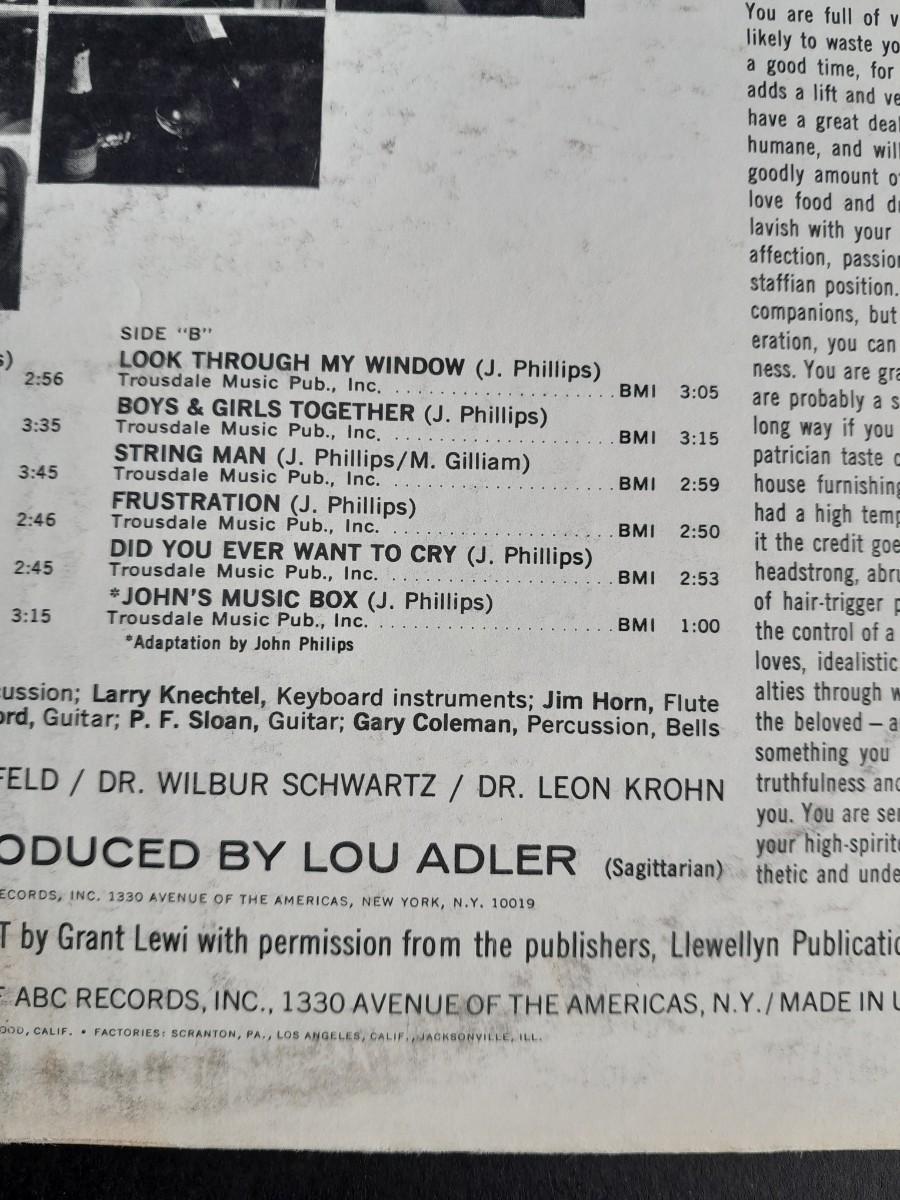 s)
2:56
3:35
3:45
2:46
2:45
3:15
SIDE "B"
LOOK THROUGH MY WINDOW (J. Phillips)
Trousdale Music Pub., Inc. . . . . . . . . . . . . . . . . . . . . . . BMI 3:05
BOYS & GIRLS TOGETHER (J. Phillips)
Trousdale Music Pub., Inc. . . . . . . . . . . . . . . . . . . . . . . BMI 3:15
STRING MAN (J. Phillips/M. Gilliam)
Trousdale Music Pub., Inc. . . . . . . . . . . . . . . . . . . . . . . BMI 2:59
FRUSTRATION (J. Phillips)
Trousdale Music Pub., Inc. . . . . . . . . . . . . . . . . . . . . . . BMI 2:50
DID YOU EVER WANT TO CRY (J. Phillips)
Trousdale Music Pub., Inc. . . . . . . . . . . . . . . . . . . . . . . BMI 2:53
*JOHN'S MUSIC BOX (J. Phillips)
Trousdale Music Pub., Inc. . . . . . . . . . . . . . . . . . . . . . . BMI 1:00
*Adaptation by John Philips
cussion; Larry Knechtel, Keyboard instruments; Jim Horn, Flute
ord, Guitar; P. F. Sloan, Guitar; Gary Coleman, Percussion, Bells
FELD / DR. WILBUR SCHWARTZ / DR. LEON KROHN
ODUCED BY LOU ADLER (Sagittarian)
ECORDS, INC. 1330 AVENUE OF THE AMERICAS, NEW YORK, N.Y. 10019
T by Grant Lewi with permission from the publishers, Llewellyn Publicatio
F ABC RECORDS, INC., 1330 AVENUE OF THE AMERICAS, N.Y. / MADE IN U
OOD, CALIF. • FACTORIES: SCRANTON, PA., LOS ANGELES, CALIF., JACKSONVILLE, ILL.
You are full of v
likely to waste yo
a good time, for
adds a lift and ve
have a great deal
humane, and will
goodly amount o
love food and dr
lavish with your
affection, passion
staffian position.
companions, but
eration, you can
ness. You are gra
are probably a s
long way if you
patrician taste c
house furnishing
had a high temp
it the credit goe
headstrong, abru
of hair-trigger p
the control of a
loves, idealistic
alties through w
the beloved – a
something you
truthfulness and
you. You are ser
your high-spirite
thetic and unde